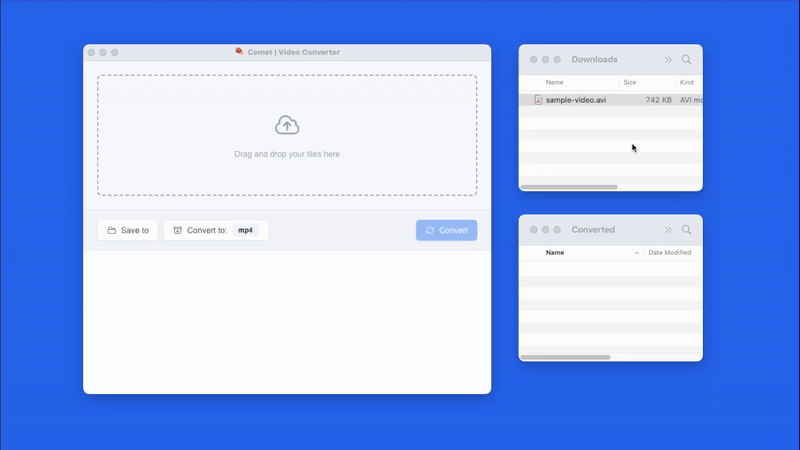 Comet | Video Converter
Drag and drop your files here
Save to
Convert to: mp4
Convert
Downloads
Name Size Kind
sample-video.avi 742 KB AVI mo
Converted
Name Date Modified